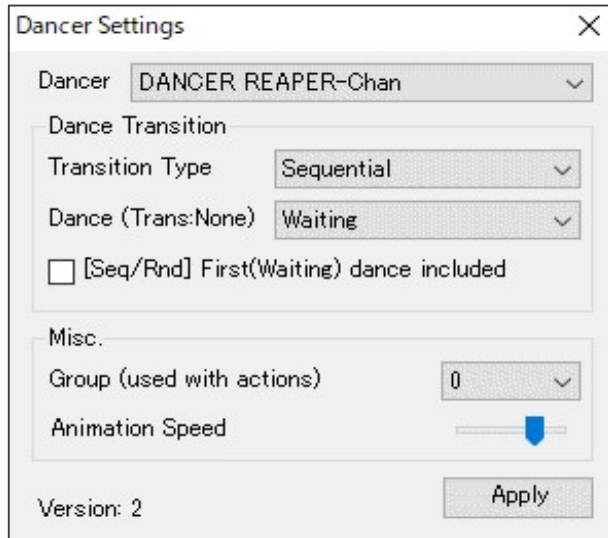 Dancer Settings
Dancer DANCER REAPER-Chan
Dance Transition
Transition Type Sequential
Dance (Trans:None) Waiting
[Seq/Rnd] First(Waiting) dance included
Misc.
Group (used with actions) 0
Animation Speed
Version: 2 Apply